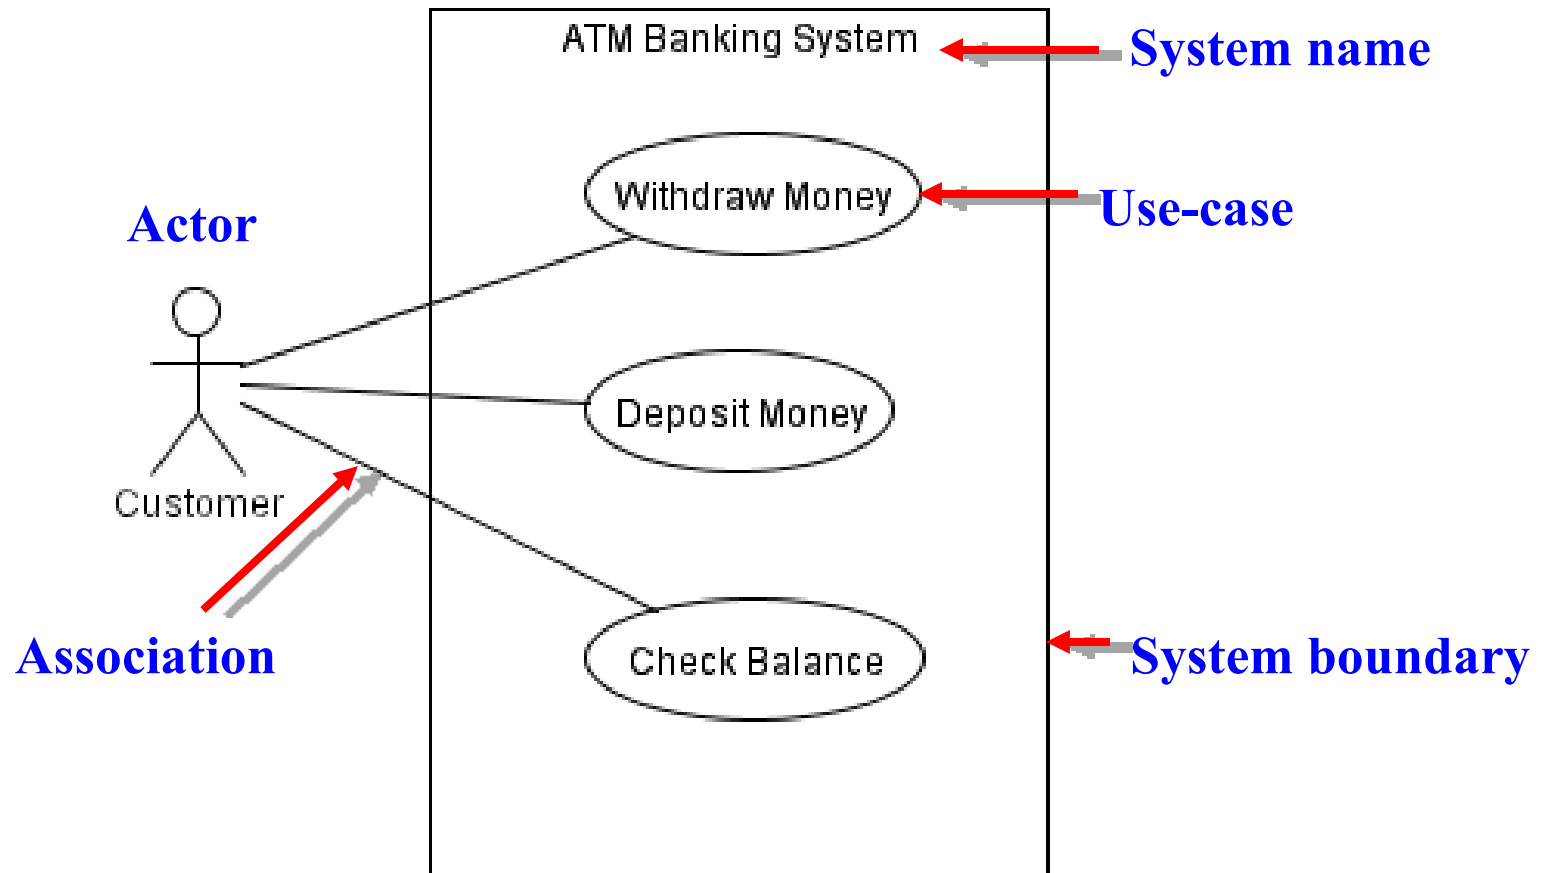 ATM Banking System
System name
Withdraw Money
Use-case
Actor
Deposit Money
Customer
Association
Check Balance
System boundary